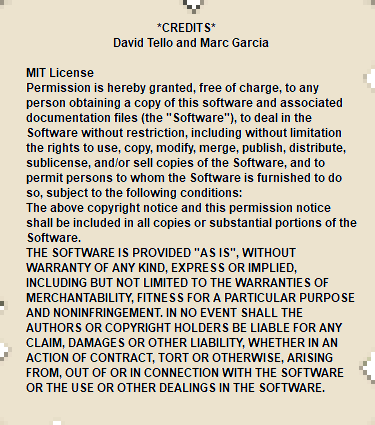 *CREDITS*
David Tello and Marc Garcia
MIT License
Permission is hereby granted, free of charge, to any
person obtaining a copy of this software and associated
documentation files (the "Software"), to deal in the
Software without restriction, including without limitation
the rights to use, copy, modify, merge, publish, distribute,
sublicense, and/or sell copies of the Software, and to
permit persons to whom the Software is furnished to do
so, subject to the following conditions:
The above copyright notice and this permission notice
shall be included in all copies or substantial portions of the
Software.
THE SOFTWARE IS PROVIDED "AS IS", WITHOUT
WARRANTY OF ANY KIND, EXPRESS OR IMPLIED,
INCLUDING BUT NOT LIMITED TO THE WARRANTIES OF
MERCHANTABILITY, FITNESS FOR A PARTICULAR PURPOSE
AND NONINFRINGEMENT. IN NO EVENT SHALL THE
AUTHORS OR COPYRIGHT HOLDERS BE LIABLE FOR ANY
CLAIM, DAMAGES OR OTHER LIABILITY, WHETHER IN AN
ACTION OF CONTRACT, TORT OR OTHERWISE, ARISING
FROM, OUT OF OR IN CONNECTION WITH THE SOFTWARE
OR THE USE OR OTHER DEALINGS IN THE SOFTWARE.